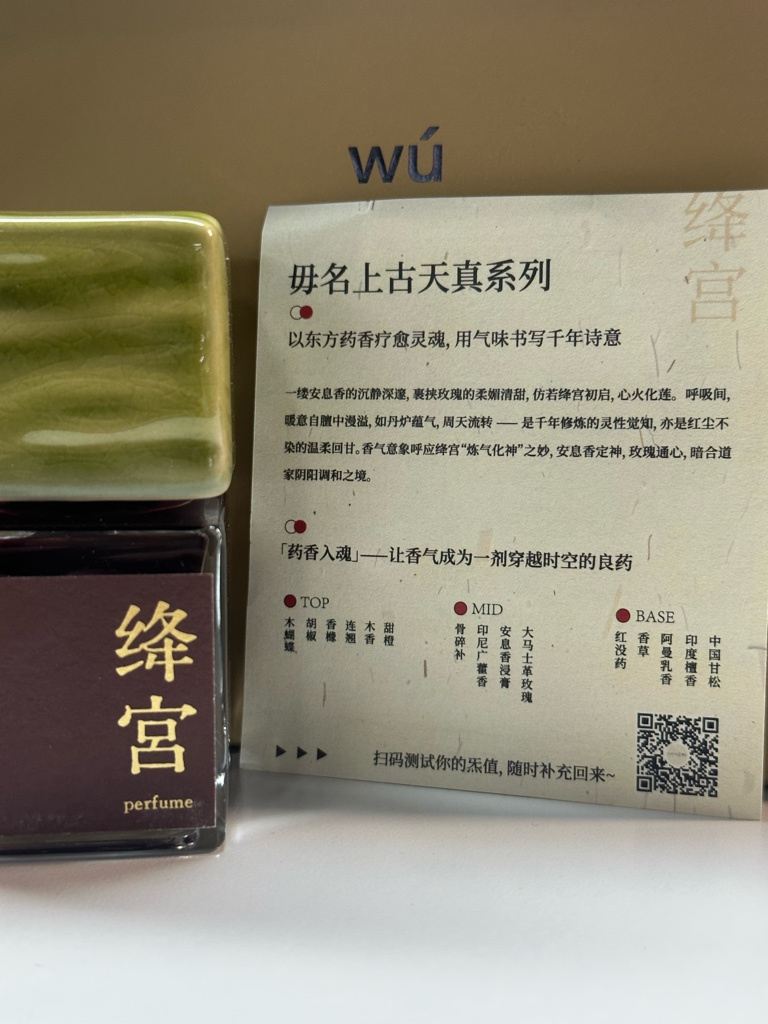 wú
绛宫
毋名上古天真系列
以东方药香疗愈灵魂, 用气味书写千年诗意
一缕安息香的沉静深邃, 裹挟玫瑰的柔媚清甜, 仿若绛宫初启, 心火化莲。呼吸间,
暖意自膻中漫溢, 如丹炉蕴气, 周天流转 —— 是千年修炼的灵性觉知, 亦是红尘不
染的温柔回甘。香气意象呼应绛宫“炼气化神”之妙, 安息香定神, 玫瑰通心, 暗合道
家阴阳调和之境。
「药香入魂」——让香气成为一剂穿越时空的良药
TOP
甜橙
木香
连翘
香橼
胡椒
木蝴蝶
MID
大马士革玫瑰
安息香浸膏
印尼广藿香
骨碎补
BASE
中国甘松
印度檀香
阿曼乳香
香草
红没药
扫码测试你的炁值, 随时补充回来~
绛宫
perfume